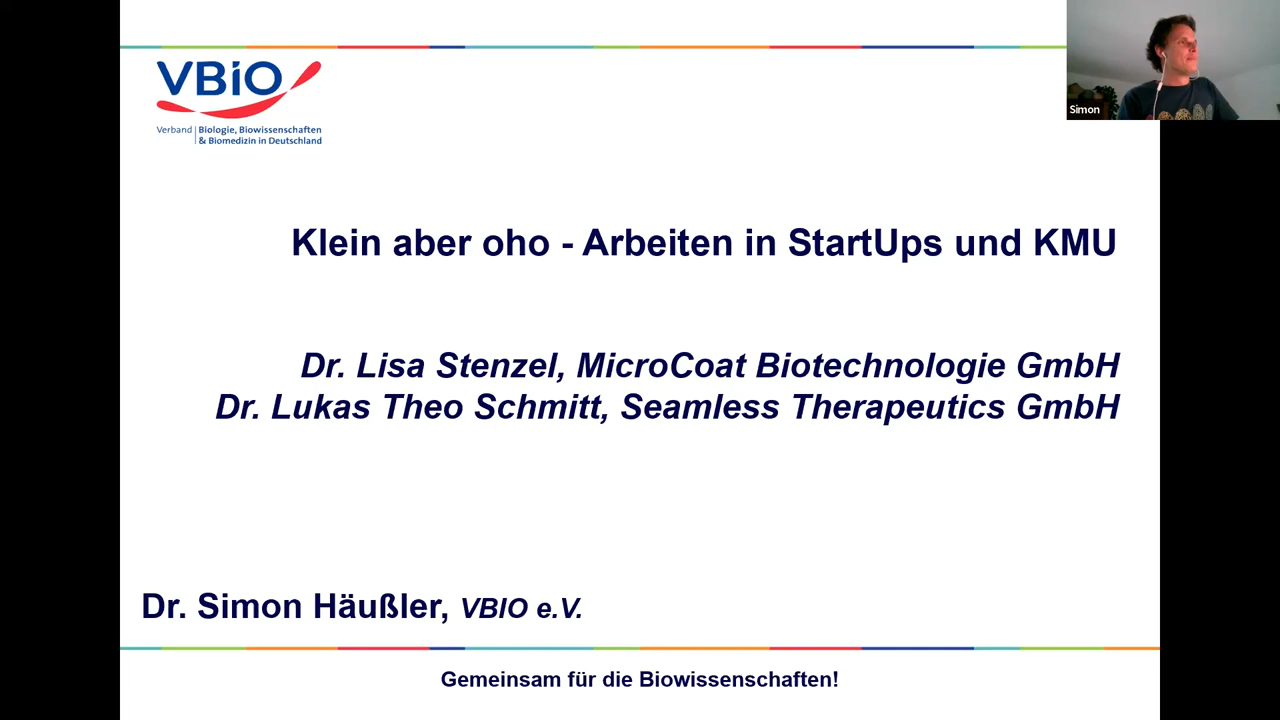 VBiO
Verband | Biologie, Biowissenschaften
& Biomedizin in Deutschland
Simon
Klein aber oho - Arbeiten in StartUps und KMU
Dr. Lisa Stenzel, MicroCoat Biotechnologie GmbH
Dr. Lukas Theo Schmitt, Seamless Therapeutics GmbH
Dr. Simon Häußler, VBIO e.V.
Gemeinsam für die Biowissenschaften!